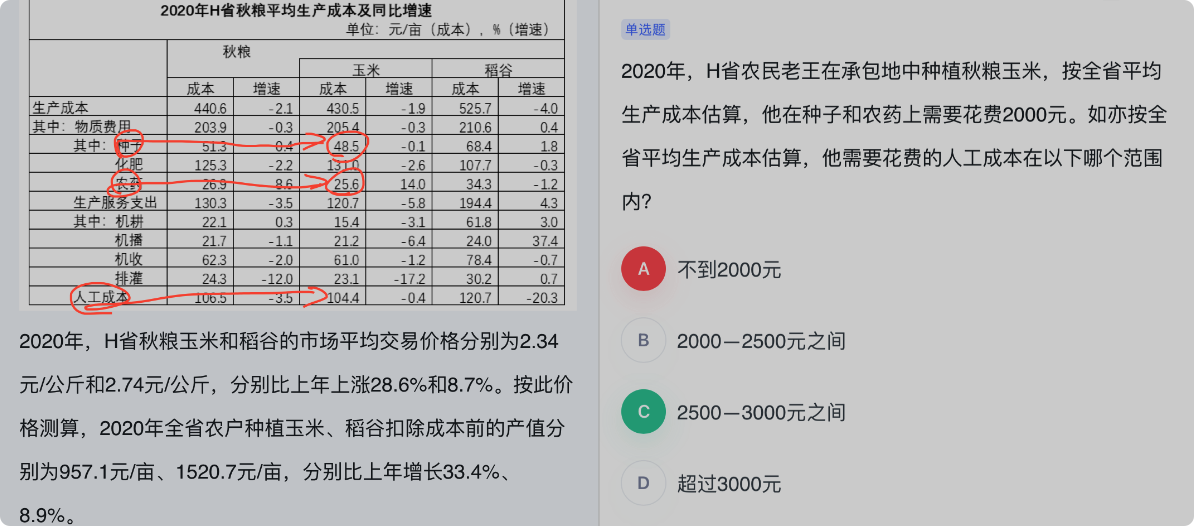 2020年H省秋粮平均生产成本及同比增速
单位：元/亩（成本），%（增速）
秋粮
玉米 稻谷
成本 增速 成本 增速 成本 增速
生产成本 440.6 -2.1 430.5 -1.9 525.7 -4.0
其中：物质费用 203.9 -0.3 205.4 -0.3 210.6 0.4
其中：种子 51.3 0.4 48.5 -0.1 68.4 1.8
化肥 125.3 -2.2 131.0 -2.6 107.7 -0.3
农药 26.9 8.6 25.6 14.0 34.3 -1.2
生产服务支出 130.3 -3.5 120.7 -5.8 194.4 4.3
其中：机耕 22.1 0.3 15.4 -3.1 61.8 3.0
机播 21.7 -1.1 21.2 -6.4 24.0 37.4
机收 62.3 -2.0 61.0 -1.2 78.4 -0.7
排灌 24.3 -12.0 23.1 -17.2 30.2 0.7
人工成本 106.5 -3.5 104.4 -0.4 120.7 -20.3
2020年，H省秋粮玉米和稻谷的市场平均交易价格分别为2.34
元/公斤和2.74元/公斤，分别比上年上涨28.6%和8.7%。按此价
格测算，2020年全省农户种植玉米、稻谷扣除成本前的产值分
别为957.1元/亩、1520.7元/亩，分别比上年增长33.4%、
8.9%。
单选题
2020年，H省农民老王在承包地中种植秋粮玉米，按全省平均
生产成本估算，他在种子和农药上需要花费2000元。如亦按全
省平均生产成本估算，他需要花费的人工成本在以下哪个范围
内？
A 不到2000元
B 2000—2500元之间
C 2500—3000元之间
D 超过3000元